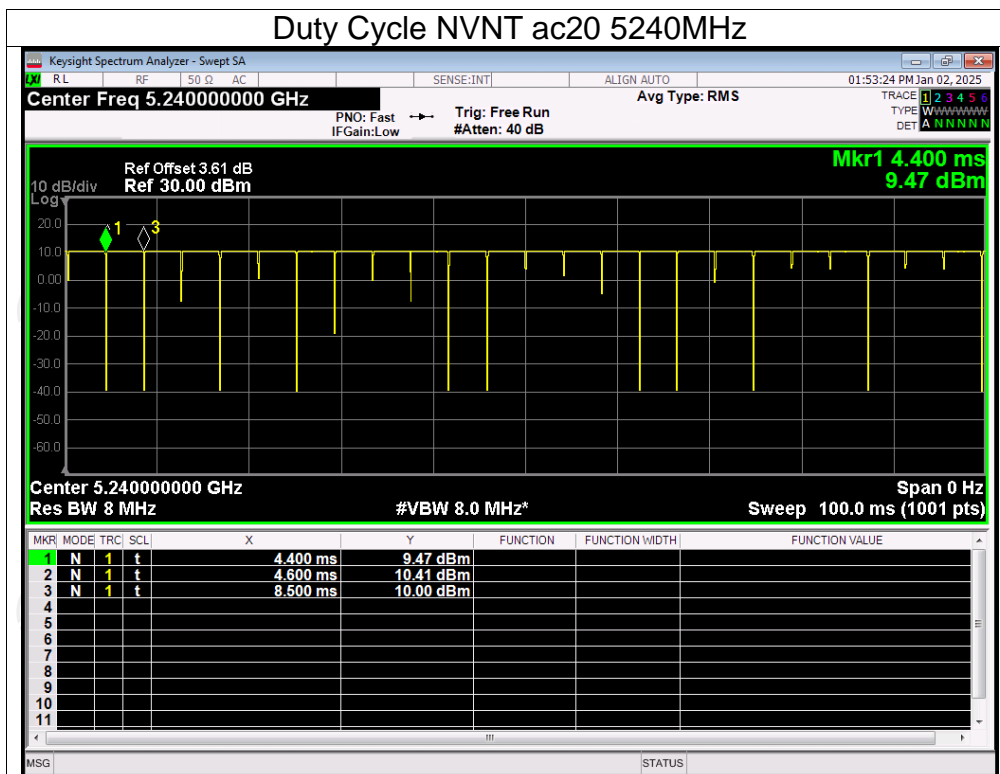 Duty Cycle NVNT ac20 5240MHz
Keysight Spectrum Analyzer - Swept SA
LXI RL RF 50 Ω AC SENSE:INT ALIGN AUTO 01:53:24 PM Jan 02, 2025
Center Freq 5.240000000 GHz Avg Type: RMS TRACE 1 2 3 4 5 6
PNO: Fast Trig: Free Run TYPE WWWWWW
IFGain:Low #Atten: 40 dB DET A N N N N N
Mkr1 4.400 ms
Ref Offset 3.61 dB
10 dB/div Ref 30.00 dBm 9.47 dBm
Log
20.0
1 3
10.0
0.00
-10.0
-20.0
-30.0
-40.0
-50.0
-60.0
Center 5.240000000 GHz Span 0 Hz
Res BW 8 MHz #VBW 8.0 MHz* Sweep 100.0 ms (1001 pts)
MKR MODE TRC SCL X Y FUNCTION FUNCTION WIDTH FUNCTION VALUE
1 N 1 t 4.400 ms 9.47 dBm
2 N 1 t 4.600 ms 10.41 dBm
3 N 1 t 8.500 ms 10.00 dBm
4
5
6
7
8
9
10
11
MSG STATUS